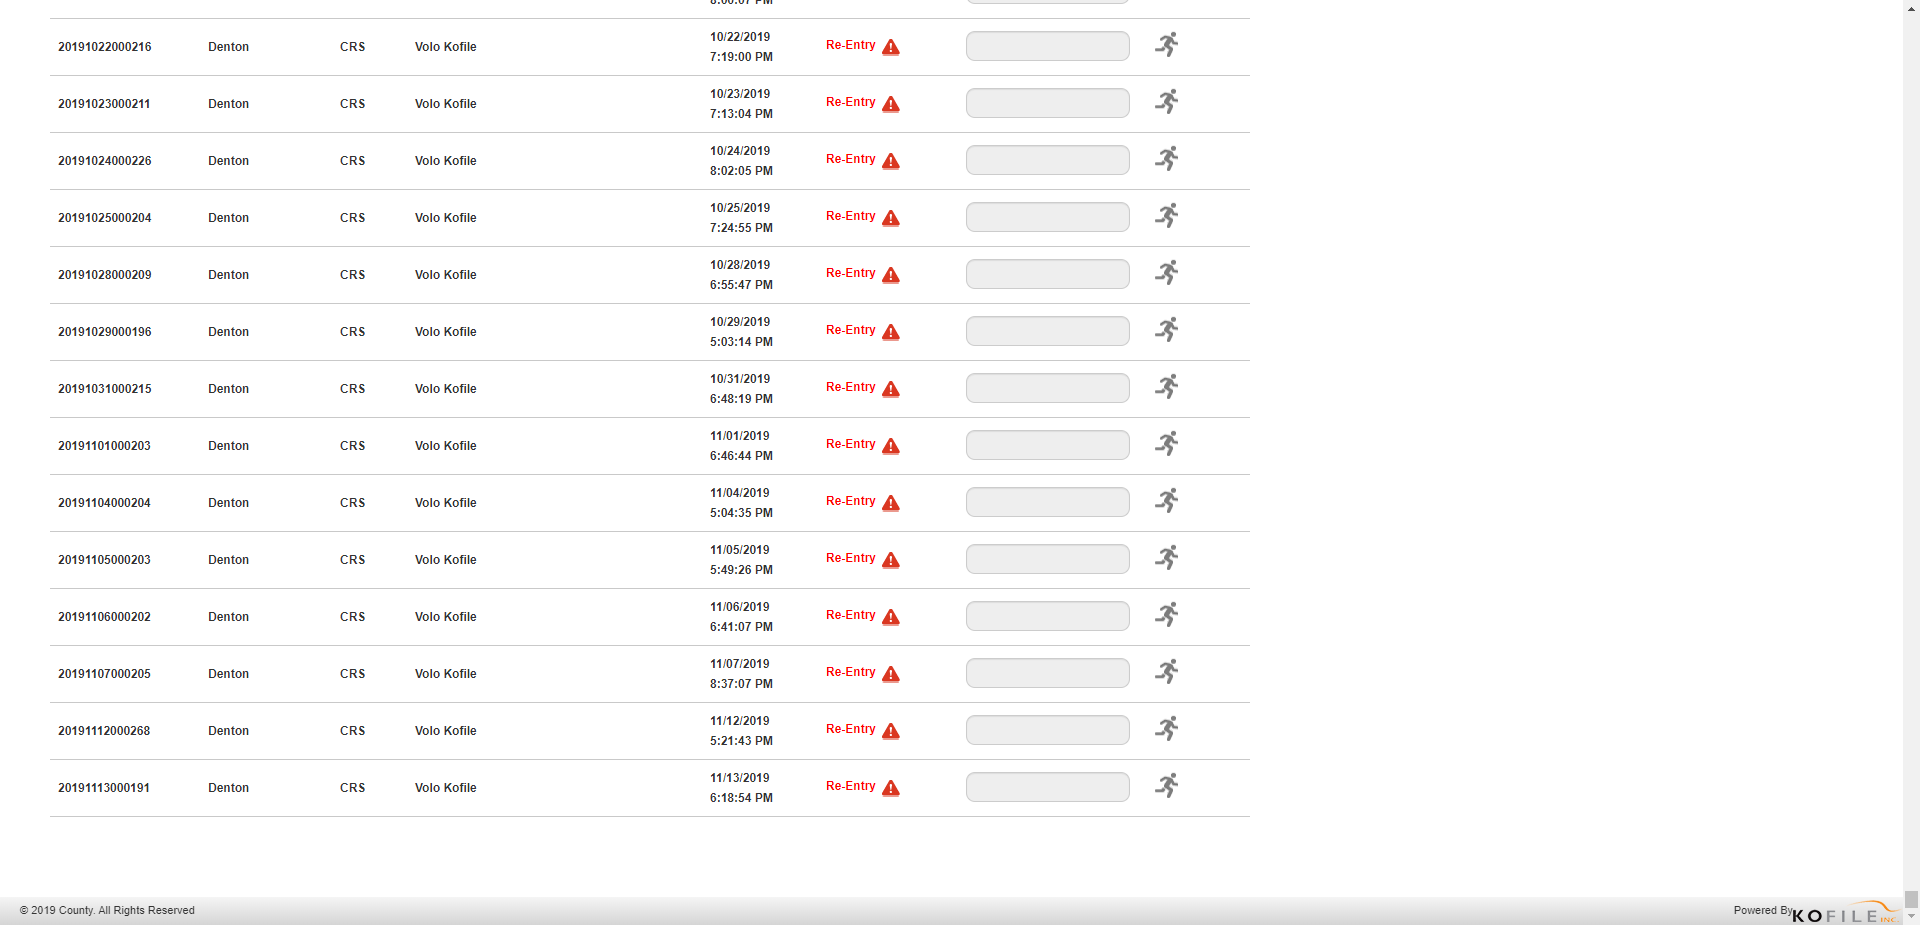 8:00:07 PM
20191022000216 Denton CRS Volo Kofile 10/22/2019 7:19:00 PM Re-Entry
20191023000211 Denton CRS Volo Kofile 10/23/2019 7:13:04 PM Re-Entry
20191024000226 Denton CRS Volo Kofile 10/24/2019 8:02:05 PM Re-Entry
20191025000204 Denton CRS Volo Kofile 10/25/2019 7:24:55 PM Re-Entry
20191028000209 Denton CRS Volo Kofile 10/28/2019 6:55:47 PM Re-Entry
20191029000196 Denton CRS Volo Kofile 10/29/2019 5:03:14 PM Re-Entry
20191031000215 Denton CRS Volo Kofile 10/31/2019 6:48:19 PM Re-Entry
20191101000203 Denton CRS Volo Kofile 11/01/2019 6:46:44 PM Re-Entry
20191104000204 Denton CRS Volo Kofile 11/04/2019 5:04:35 PM Re-Entry
20191105000203 Denton CRS Volo Kofile 11/05/2019 5:49:26 PM Re-Entry
20191106000202 Denton CRS Volo Kofile 11/06/2019 6:41:07 PM Re-Entry
20191107000205 Denton CRS Volo Kofile 11/07/2019 8:37:07 PM Re-Entry
20191112000268 Denton CRS Volo Kofile 11/12/2019 5:21:43 PM Re-Entry
20191113000191 Denton CRS Volo Kofile 11/13/2019 6:18:54 PM Re-Entry
© 2019 County. All Rights Reserved
Powered By KOFILE INC.